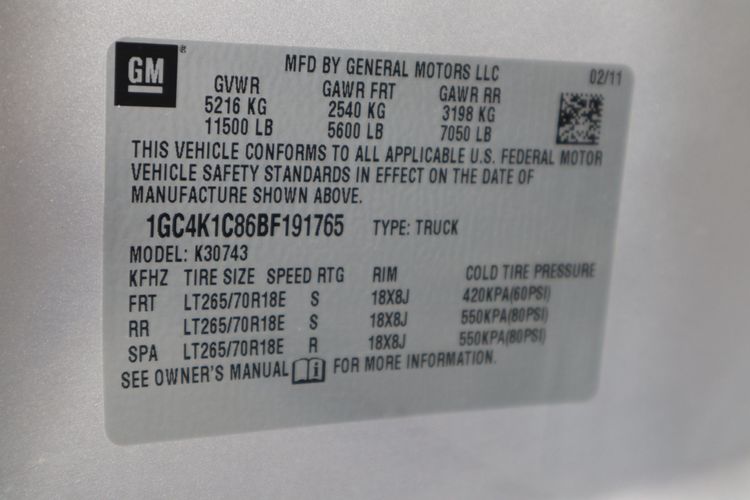 GM
MFD BY GENERAL MOTORS LLC 02/11
GVWR GAWR FRT GAWR RR
5216 KG 2540 KG 3198 KG
11500 LB 5600 LB 7050 LB
THIS VEHICLE CONFORMS TO ALL APPLICABLE U.S. FEDERAL MOTOR
VEHICLE SAFETY STANDARDS IN EFFECT ON THE DATE OF
MANUFACTURE SHOWN ABOVE.
1GC4K1C86BF191765 TYPE: TRUCK
MODEL: K30743
KFHZ TIRE SIZE SPEED RTG RIM COLD TIRE PRESSURE
FRT LT265/70R18E S 18X8J 420KPA(60PSI)
RR LT265/70R18E S 18X8J 550KPA(80PSI)
SPA LT265/70R18E R 18X8J 550KPA(80PSI)
SEE OWNER'S MANUAL i FOR MORE INFORMATION.